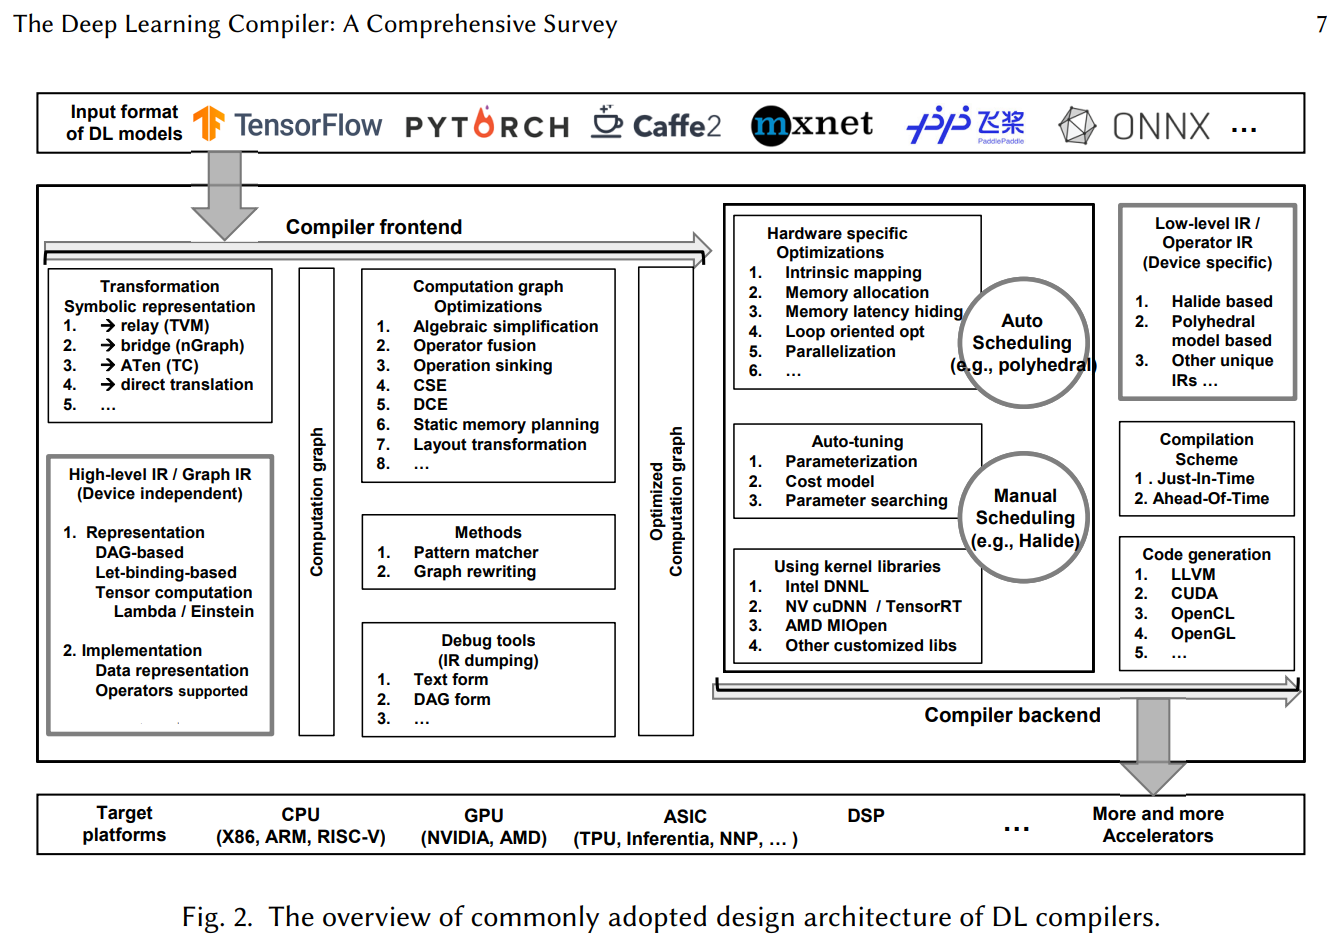 The Deep Learning Compiler: A Comprehensive Survey
7
Input format
of DL models
TensorFlow
PYTORCH
Caffe2
mxnet
飞桨
PaddlePaddle
ONNX
...
Compiler frontend
Transformation
Symbolic representation
1. → relay (TVM)
2. → bridge (nGraph)
3. → ATen (TC)
4. → direct translation
5. ...
High-level IR / Graph IR
(Device independent)
1. Representation
DAG-based
Let-binding-based
Tensor computation
Lambda / Einstein
2. Implementation
Data representation
Operators supported
Computation graph
Computation graph
Optimizations
1. Algebraic simplification
2. Operator fusion
3. Operation sinking
4. CSE
5. DCE
6. Static memory planning
7. Layout transformation
8. ...
Methods
1. Pattern matcher
2. Graph rewriting
Debug tools
(IR dumping)
1. Text form
2. DAG form
3. ...
Optimized
Computation graph
Hardware specific
Optimizations
1. Intrinsic mapping
2. Memory allocation
3. Memory latency hiding
4. Loop oriented opt
5. Parallelization
6. ...
Auto
Scheduling
(e.g., polyhedral)
Auto-tuning
1. Parameterization
2. Cost model
3. Parameter searching
Manual
Scheduling
(e.g., Halide)
Using kernel libraries
1. Intel DNNL
2. NV cuDNN / TensorRT
3. AMD MIOpen
4. Other customized libs
Low-level IR /
Operator IR
(Device specific)
1. Halide based
2. Polyhedral
model based
3. Other unique
IRs ...
Compilation
Scheme
1 . Just-In-Time
2. Ahead-Of-Time
Code generation
1. LLVM
2. CUDA
3. OpenCL
4. OpenGL
5. ...
Compiler backend
Target
platforms
CPU
(X86, ARM, RISC-V)
GPU
(NVIDIA, AMD)
ASIC
(TPU, Inferentia, NNP, ... )
DSP
...
More and more
Accelerators
Fig. 2. The overview of commonly adopted design architecture of DL compilers.